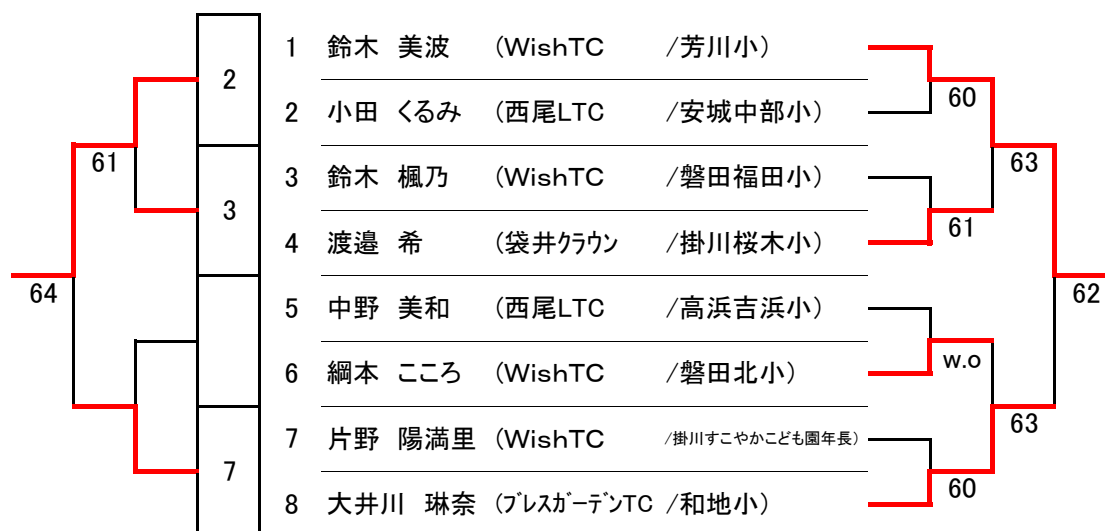 1 鈴木 美波 (WishTC /芳川小)
2 小田 くるみ (西尾LTC /安城中部小)
3 鈴木 楓乃 (WishTC /磐田福田小)
4 渡邉 希 (袋井ｸﾗｳﾝ /掛川桜木小)
5 中野 美和 (西尾LTC /高浜吉浜小)
6 綱本 こころ (WishTC /磐田北小)
7 片野 陽満里 (WishTC /掛川すこやかこども園年長)
8 大井川 琳奈 (ﾌﾞﾚｽｶﾞｰﾃﾞﾝTC /和地小)
2
3
7
61
64
60
61
w.o
60
63
63
62